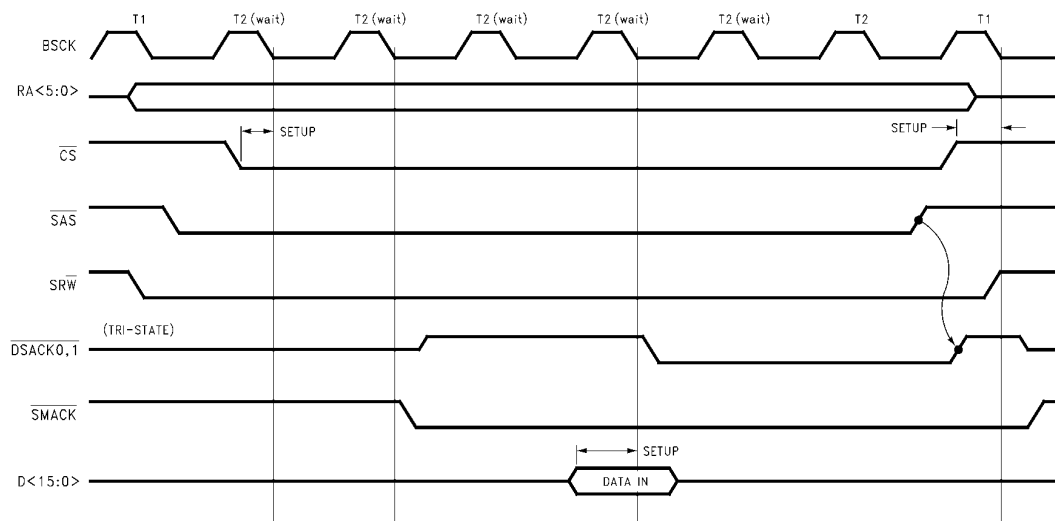 T1 T2 (wait) T2 (wait) T2 (wait) T2 (wait) T2 (wait) T2 T1
BSCK
RA<5:0>
SETUP SETUP
CS
SAS
SRW
(TRI-STATE)
DSACK0,1
SMACK
SETUP
D<15:0> DATA IN